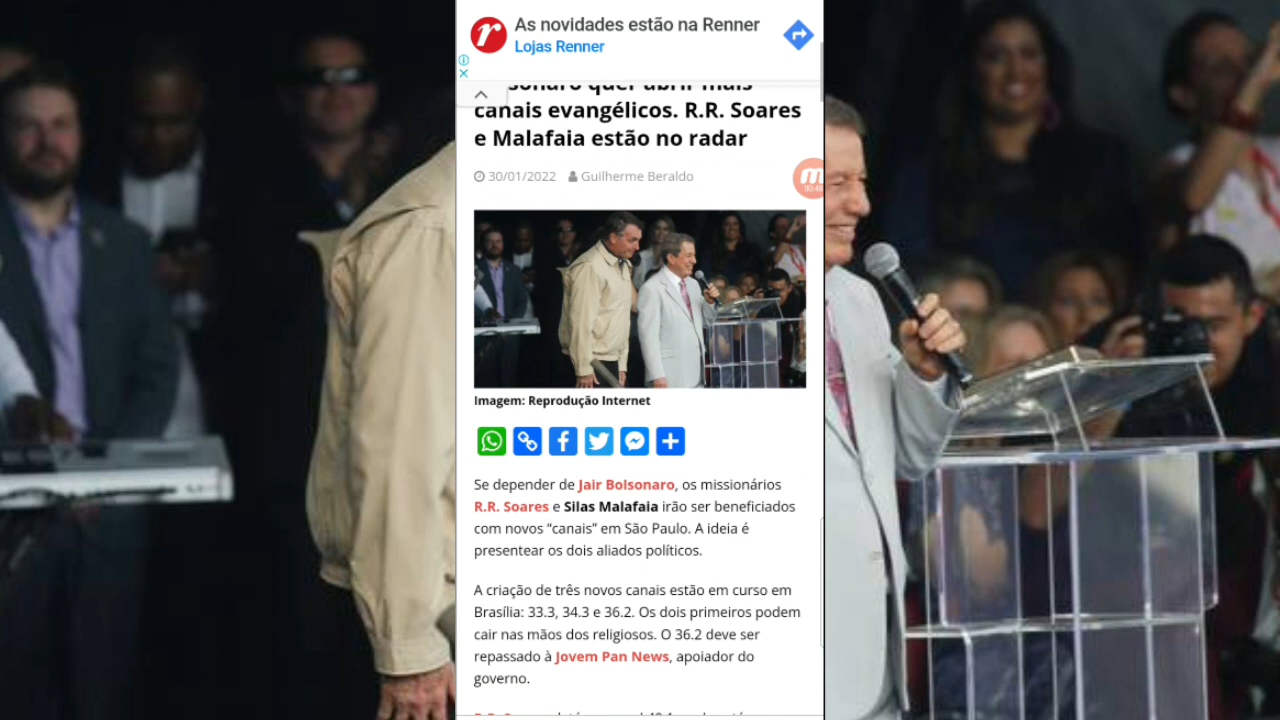 As novidades estão na Renner
Lojas Renner
canais evangélicos. R.R. Soares
e Malafaia estão no radar
30/01/2022 Guilherme Beraldo
00:49
Imagem: Reprodução Internet
Se depender de Jair Bolsonaro, os missionários
R.R. Soares e Silas Malafaia irão ser beneficiados
com novos “canais” em São Paulo. A ideia é
presentear os dois aliados políticos.
A criação de três novos canais estão em curso em
Brasília: 33.3, 34.3 e 36.2. Os dois primeiros podem
cair nas mãos dos religiosos. O 36.2 deve ser
repassado à Jovem Pan News, apoiador do
governo.